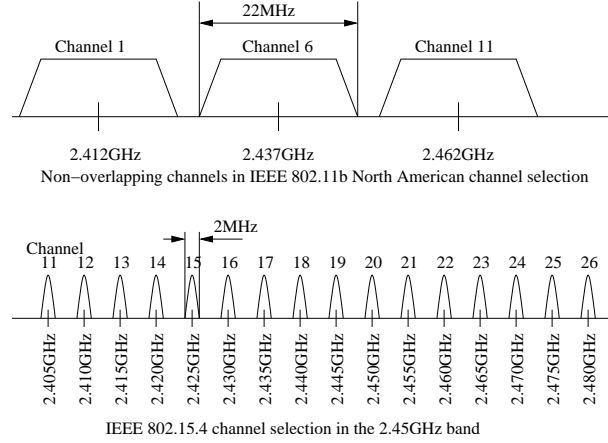 22MHz
Channel 1 Channel 6 Channel 11
2.412GHz 2.437GHz 2.462GHz
Non−overlapping channels in IEEE 802.11b North American channel selection
2MHz
Channel
11 12 13 14 15 16 17 18 19 20 21 22 23 24 25 26
2.405GHz 2.410GHz 2.415GHz 2.420GHz 2.425GHz 2.430GHz 2.435GHz 2.440GHz 2.445GHz 2.450GHz 2.455GHz 2.460GHz 2.465GHz 2.470GHz 2.475GHz 2.480GHz
IEEE 802.15.4 channel selection in the 2.45GHz band